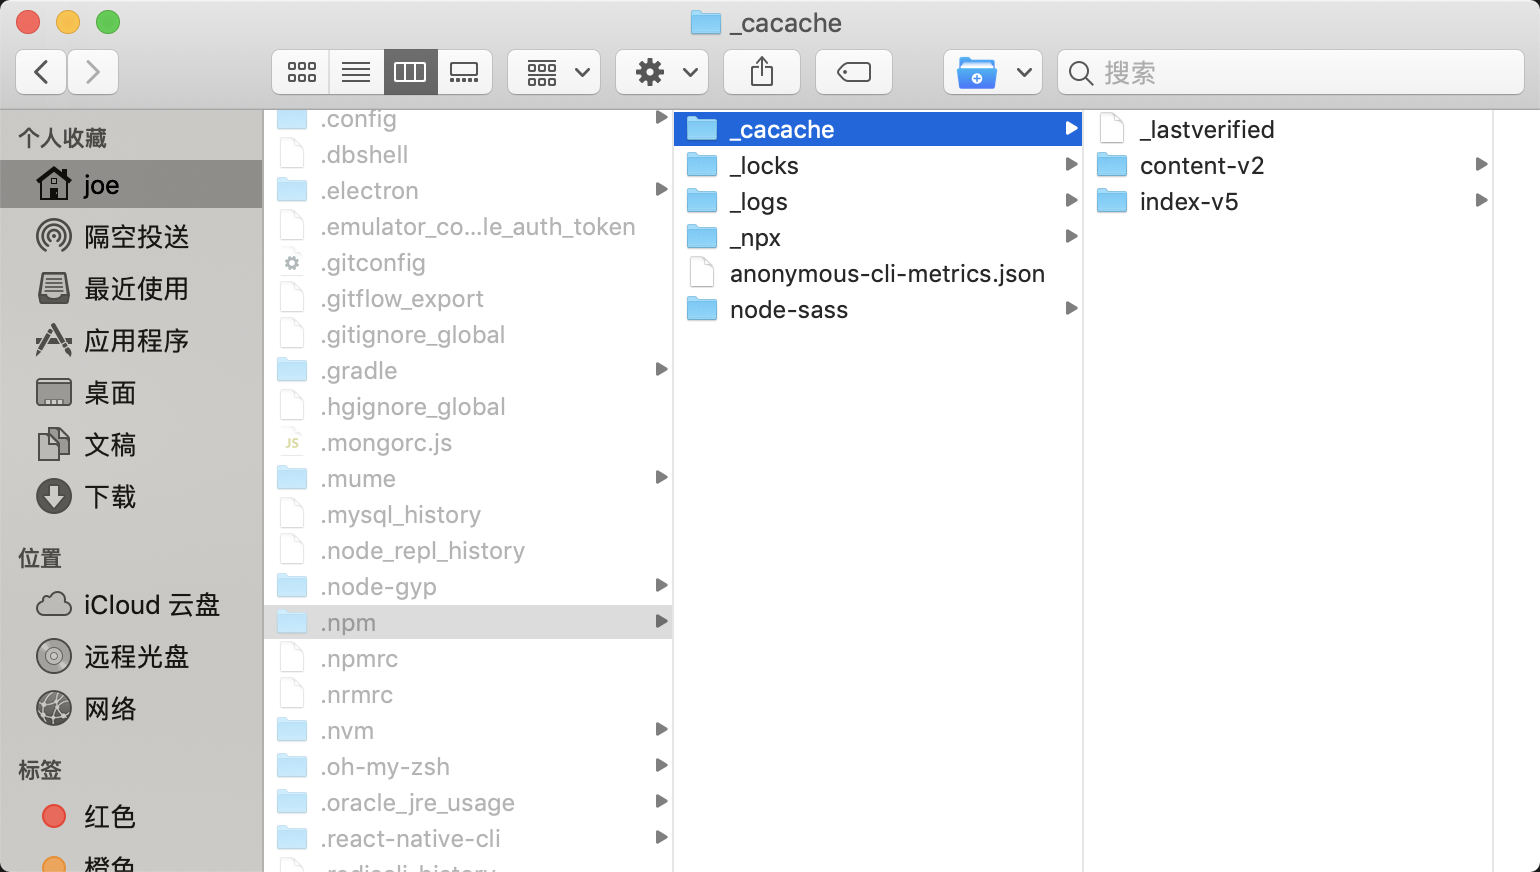 _cacache
搜索
个人收藏
joe
隔空投送
最近使用
应用程序
桌面
文稿
下载
位置
iCloud 云盘
远程光盘
网络
标签
红色
橙色
.config
.dbshell
.electron
.emulator_co...le_auth_token
.gitconfig
.gitflow_export
.gitignore_global
.gradle
.hgignore_global
JS
.mongorc.js
.mume
.mysql_history
.node_repl_history
.node-gyp
.npm
.npmrc
.nrmrc
.nvm
.oh-my-zsh
.oracle_jre_usage
.react-native-cli
.rediscli_history
_cacache
_locks
_logs
_npx
anonymous-cli-metrics.json
node-sass
_lastverified
content-v2
index-v5